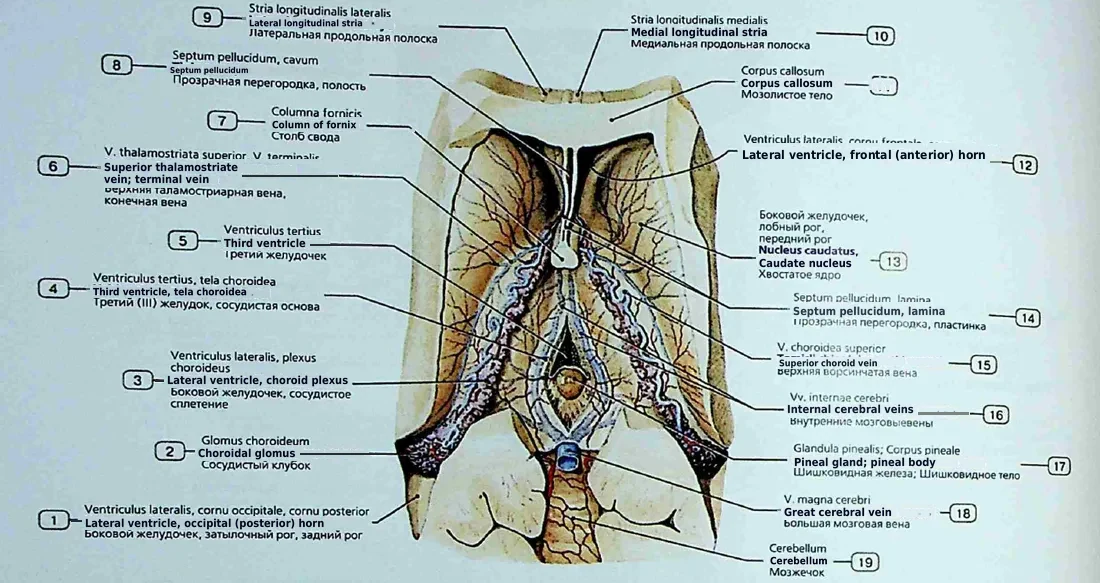 9
Stria longitudinalis lateralis
Lateral longitudinal stria
Латеральная продольная полоска
8
Septum pellucidum, cavum
Septum pellucidum
Прозрачная перегородка, полость
7
Columna fornicis
Column of fornix
Столб свода
6
V. thalamostriata superior V. terminalis
Superior thalamostriate
vein; terminal vein
верхняя таламостриарная вена,
конечная вена
5
Ventriculus tertius
Third ventricle
Третий желудочек
4
Ventriculus tertius, tela choroidea
Third ventricle, tela choroidea
Третий (III) желудок, сосудистая основа
3
Ventriculus lateralis, plexus
choroideus
Lateral ventricle, choroid plexus
Боковой желудочек, сосудистое
сплетение
2
Glomus choroideum
Choroidal glomus
Сосудистый клубок
1
Ventriculus lateralis, cornu occipitale, cornu posterior
Lateral ventricle, occipital (posterior) horn
Боковой желудочек, затылочный рог, задний рог
Stria longitudinalis medialis
Medial longitudinal stria
Медиальная продольная полоска
10
Corpus callosum
Corpus callosum
Мозолистое тело
Ventriculus lateralis, cornu frontale
Lateral ventricle, frontal (anterior) horn
12
Боковой желудочек,
лобный рог,
передний рог
Nucleus caudatus,
Caudate nucleus
Хвостатое ядро
13
Septum pellucidum lamina
Septum pellucidum, lamina
Прозрачная перегородка, пластинка
14
V. choroidea superior
Superior choroid vein
верхняя ворсинчатая вена
15
Vv. internae cerebri
Internal cerebral veins
внутренние мозговыевены
16
Glandula pinealis; Corpus pineale
Pineal gland; pineal body
Шишковидная железа; Шишковидное тело
17
V. magna cerebri
Great cerebral vein
Большая мозговая вена
18
Cerebellum
Cerebellum
Мозжечок
19